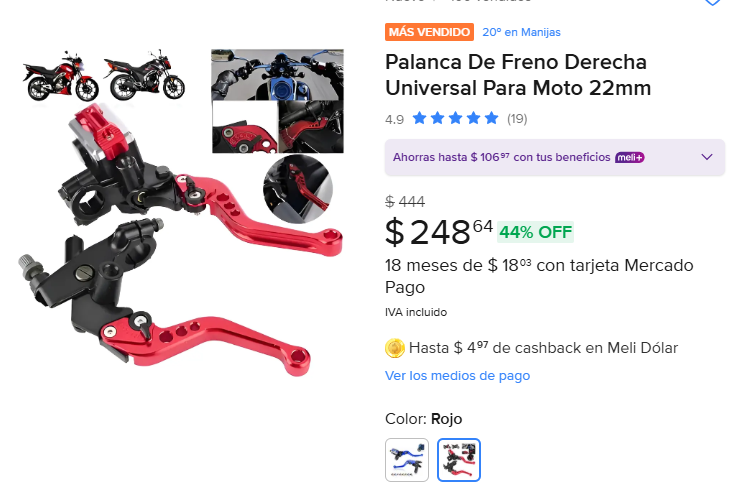 MÁS VENDIDO 20º en Manijas
Palanca De Freno Derecha
Universal Para Moto 22mm
4.9 (19)
Ahorras hasta $ 106⁹⁷ con tus beneficios meli+
$ 444
$ 248⁶⁴ 44% OFF
18 meses de $ 18⁰³ con tarjeta Mercado
Pago
IVA incluido
Hasta $ 4⁹⁷ de cashback en Meli Dólar
Ver los medios de pago
Color: Rojo